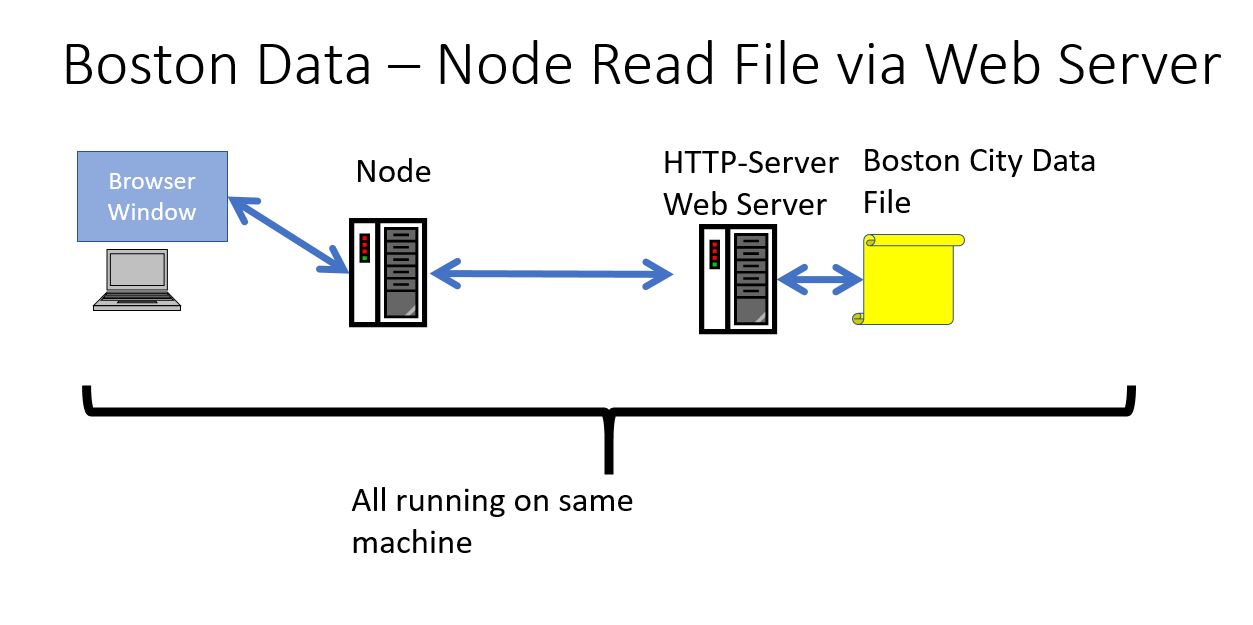 Boston Data – Node Read File via Web Server
Browser
Window
Node
HTTP-Server
Web Server
Boston City Data
File
All running on same
machine